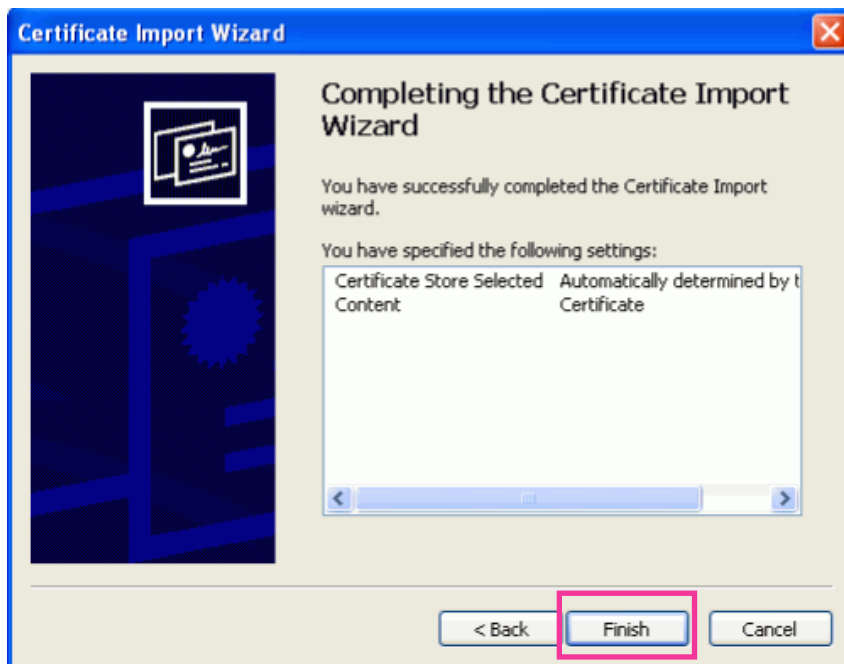 Certificate Import Wizard
Completing the Certificate Import
Wizard
You have successfully completed the Certificate Import
wizard.
You have specified the following settings:
Certificate Store Selected Automatically determined by t
Content Certificate
< Back Finish Cancel